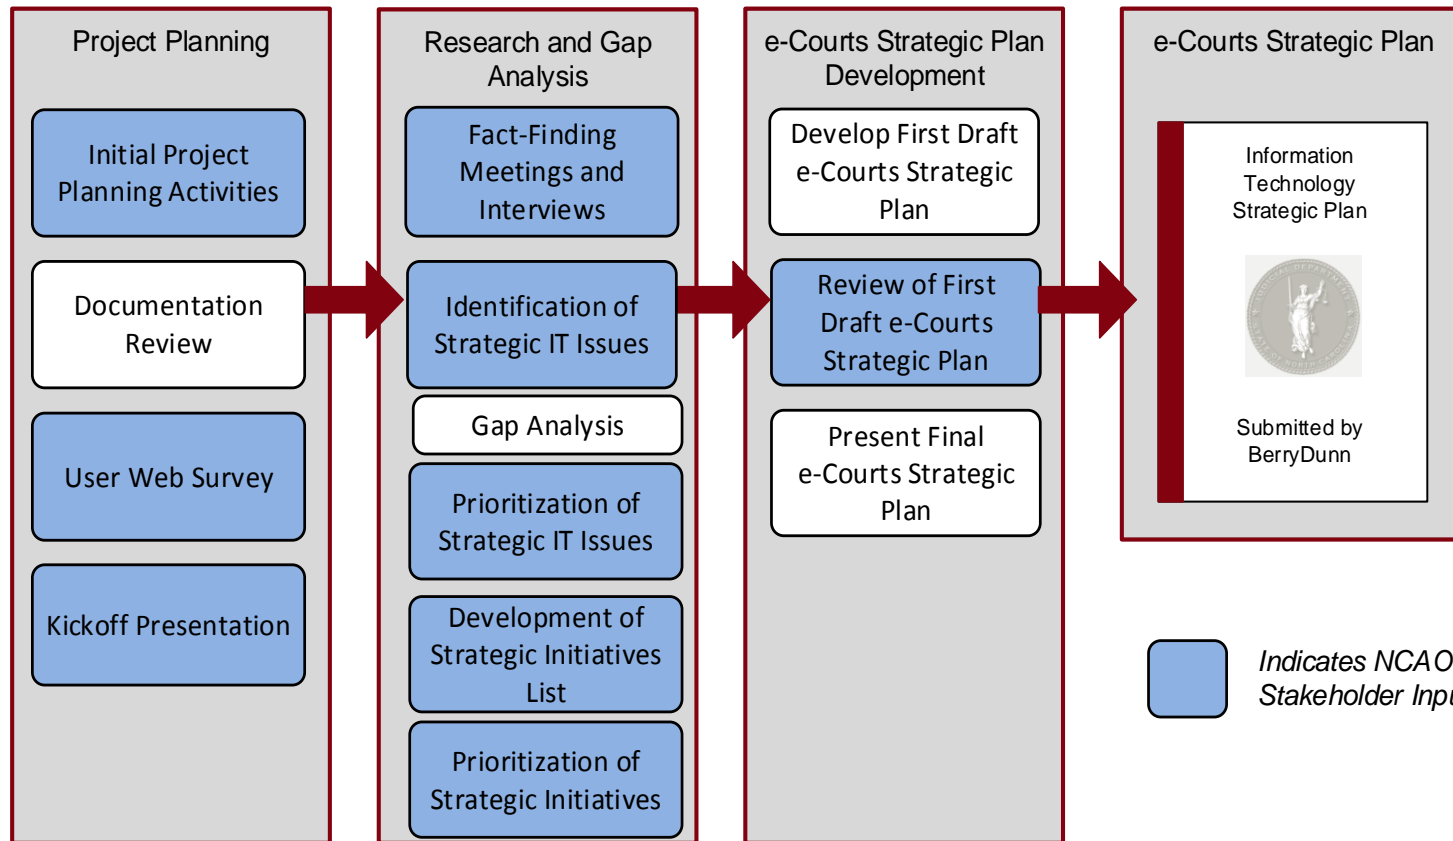 Project Planning
Initial Project
Planning Activities
Documentation
Review
User Web Survey
Kickoff Presentation
Research and Gap
Analysis
Fact-Finding
Meetings and
Interviews
Identification of
Strategic IT Issues
Gap Analysis
Prioritization of
Strategic IT Issues
Development of
Strategic Initiatives
List
Prioritization of
Strategic Initiatives
e-Courts Strategic Plan
Development
Develop First Draft
e-Courts Strategic
Plan
Review of First
Draft e-Courts
Strategic Plan
Present Final
e-Courts Strategic
Plan
e-Courts Strategic Plan
Information
Technology
Strategic Plan
Submitted by
BerryDunn
Indicates NCAO
Stakeholder Inpu